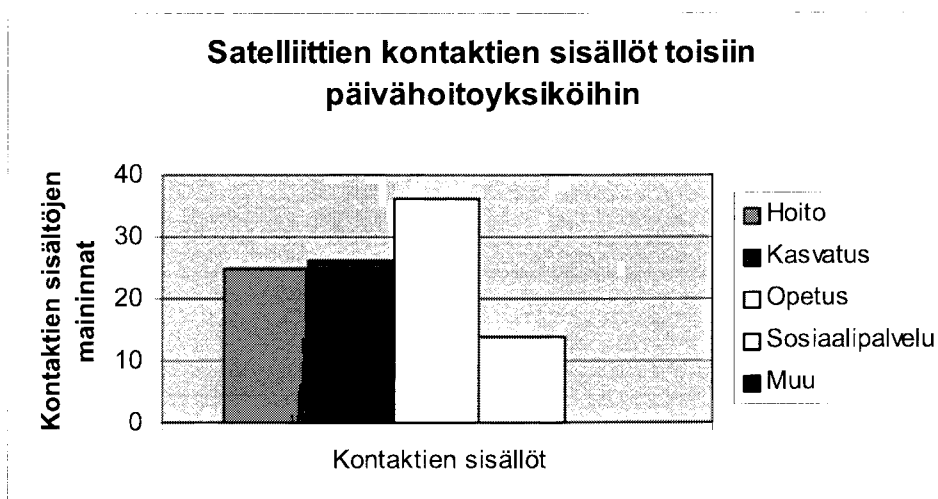 Satelliittien kontaktien sisällöt toisiin
päivähoitoyksiköihin
Kontaktien sisältöjen
maininnat
40
30
20
10
0
Kontaktien sisällöt
Hoito
Kasvatus
Opetus
Sosiaalipalvelu
Muu